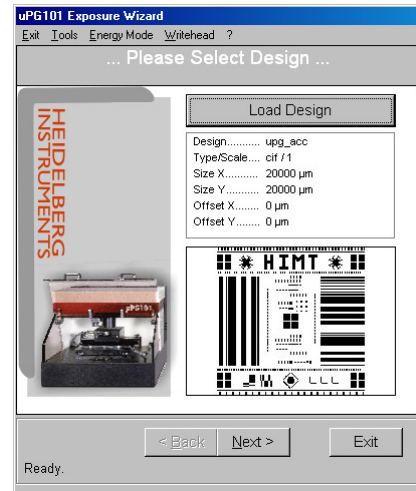 uPG101 Exposure Wizard
Exit Tools Energy Mode Writehead ?
... Please Select Design ...
HEIDELBERG
INSTRUMENTS
µPG101
Load Design
Design........... upg_acc
Type/Scale.... cif / 1
Size X........... 20000 µm
Size Y........... 20000 µm
Offset X........ 0 µm
Offset Y........ 0 µm
HIMT
< Back Next > Exit
Ready.